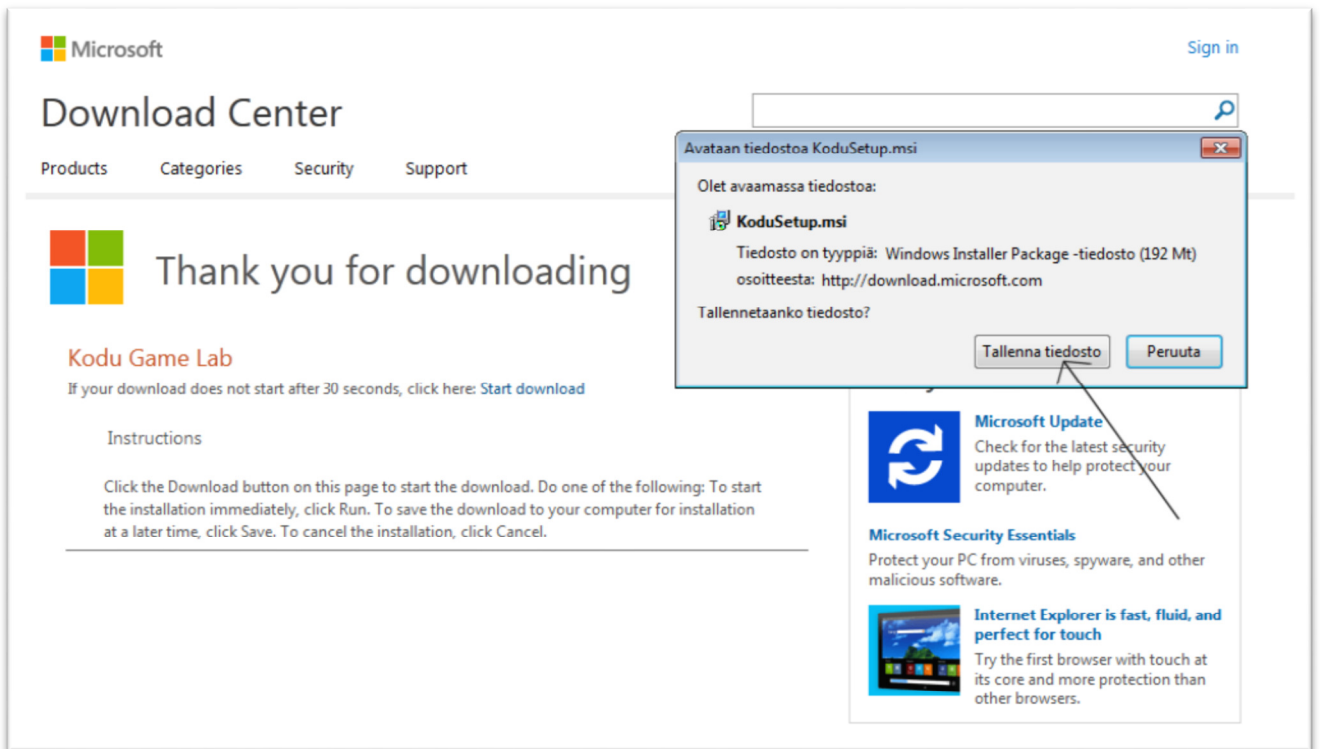 Microsoft
Sign in
Download Center
Products Categories Security Support
Thank you for downloading
Kodu Game Lab
If your download does not start after 30 seconds, click here: Start download
Instructions
Click the Download button on this page to start the download. Do one of the following: To start
the installation immediately, click Run. To save the download to your computer for installation
at a later time, click Save. To cancel the installation, click Cancel.
Avataan tiedostoa KoduSetup.msi
Olet avaamassa tiedostoa:
KoduSetup.msi
Tiedosto on tyyppiä: Windows Installer Package -tiedosto (192 Mt)
osoitteesta: http://download.microsoft.com
Tallennetaanko tiedosto?
Tallenna tiedosto Peruuta
Microsoft Update
Check for the latest security
updates to help protect your
computer.
Microsoft Security Essentials
Protect your PC from viruses, spyware, and other
malicious software.
Internet Explorer is fast, fluid, and
perfect for touch
Try the first browser with touch at
its core and more protection than
other browsers.